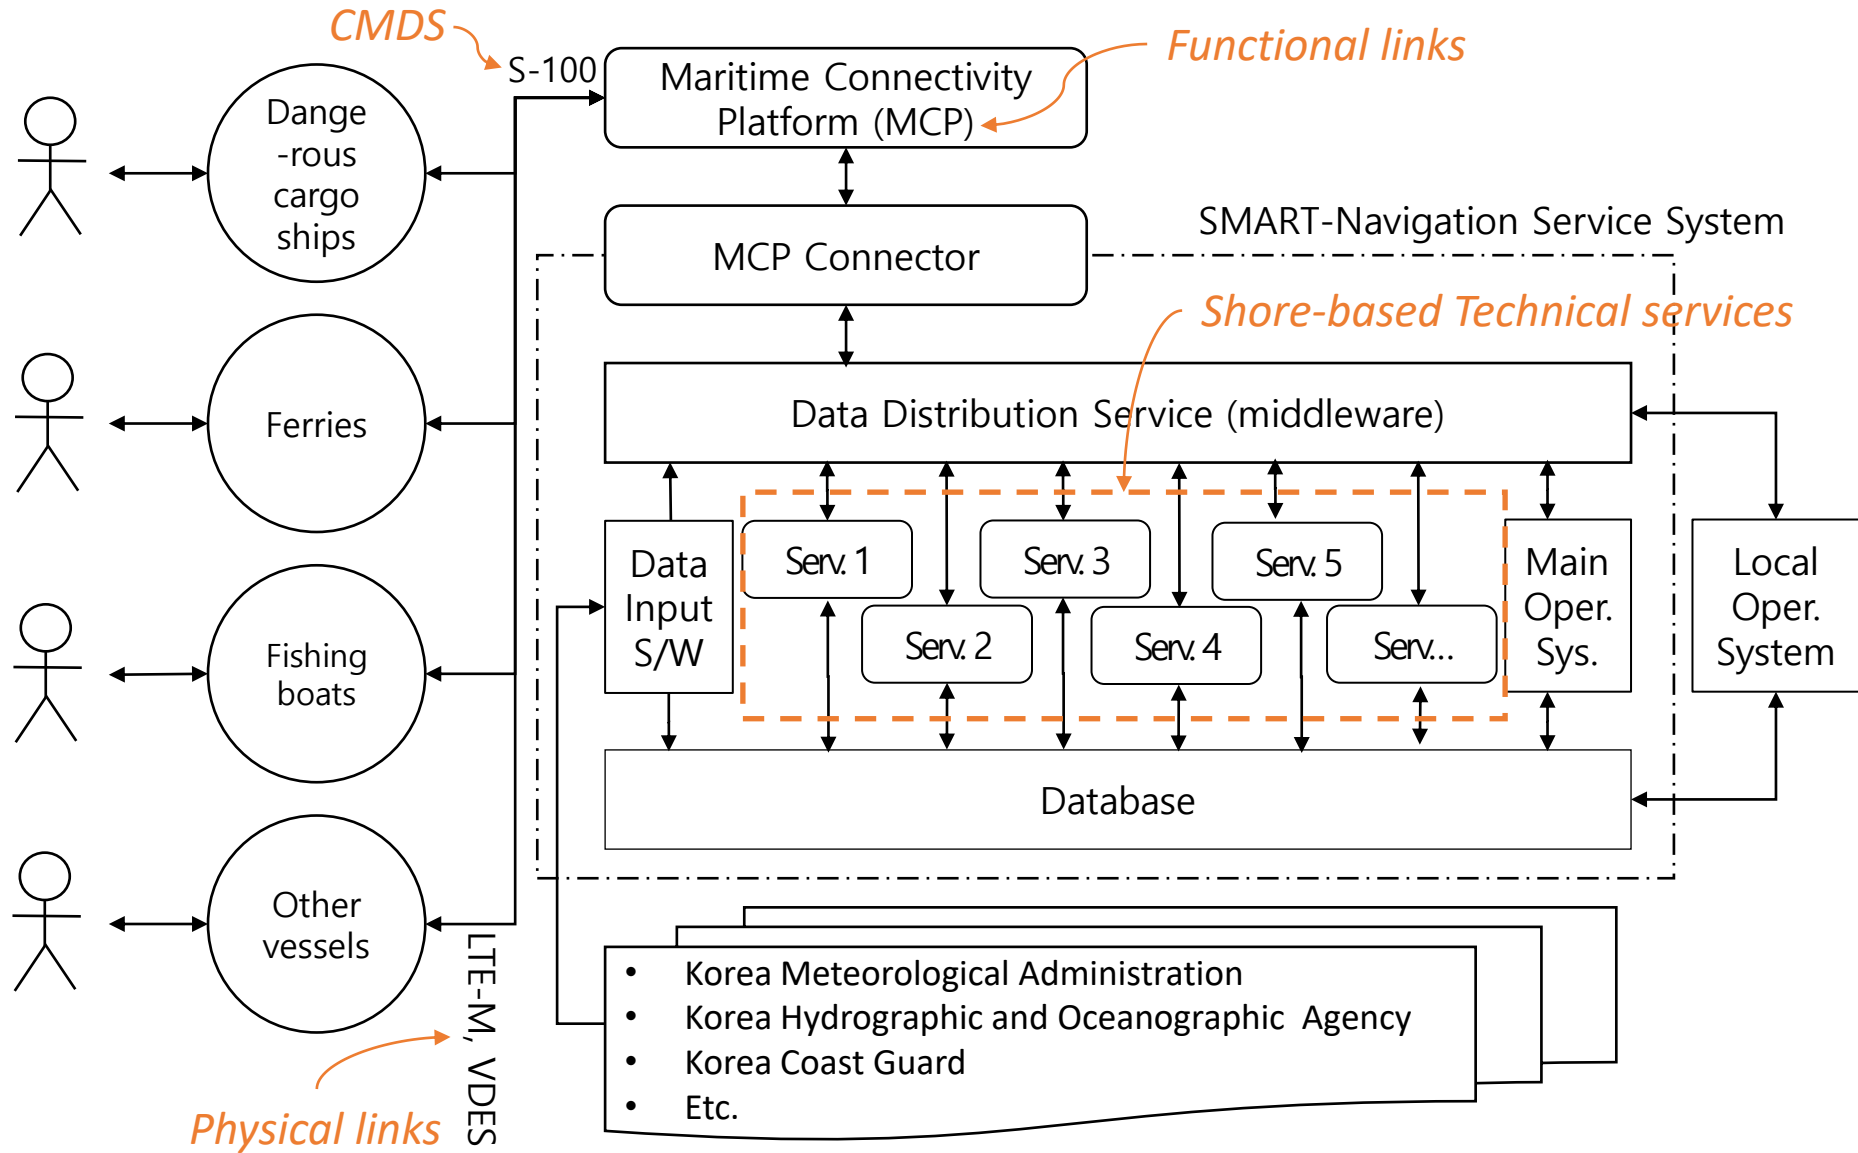 CMDS
S-100
Functional links
Maritime Connectivity
Platform (MCP)
Dange
-rous
cargo
ships
SMART-Navigation Service System
MCP Connector
Shore-based Technical services
Ferries
Data Distribution Service (middleware)
Data
Input
S/W
Serv. 1
Serv. 2
Serv. 3
Serv. 4
Serv. 5
Serv...
Main
Oper.
Sys.
Local
Oper.
System
Fishing
boats
Database
Other
vessels
LTE-M, VDES
Physical links
• Korea Meteorological Administration
• Korea Hydrographic and Oceanographic Agency
• Korea Coast Guard
• Etc.